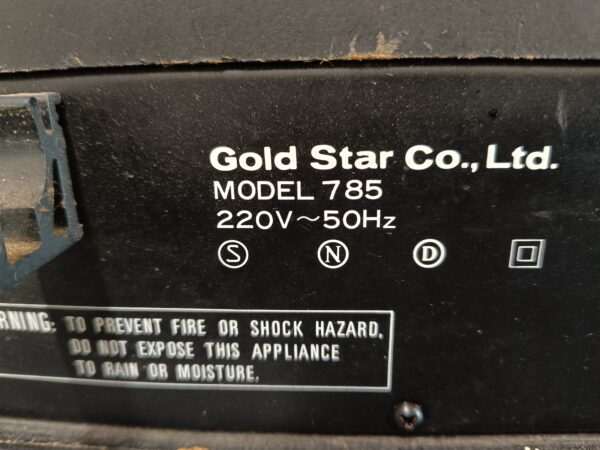 Gold Star Co., Ltd.
MODEL 785
220V~50Hz
S N D
TO PREVENT FIRE OR SHOCK HAZARD,
DO NOT EXPOSE THIS APPLIANCE
TO RAIN OR MOISTURE.